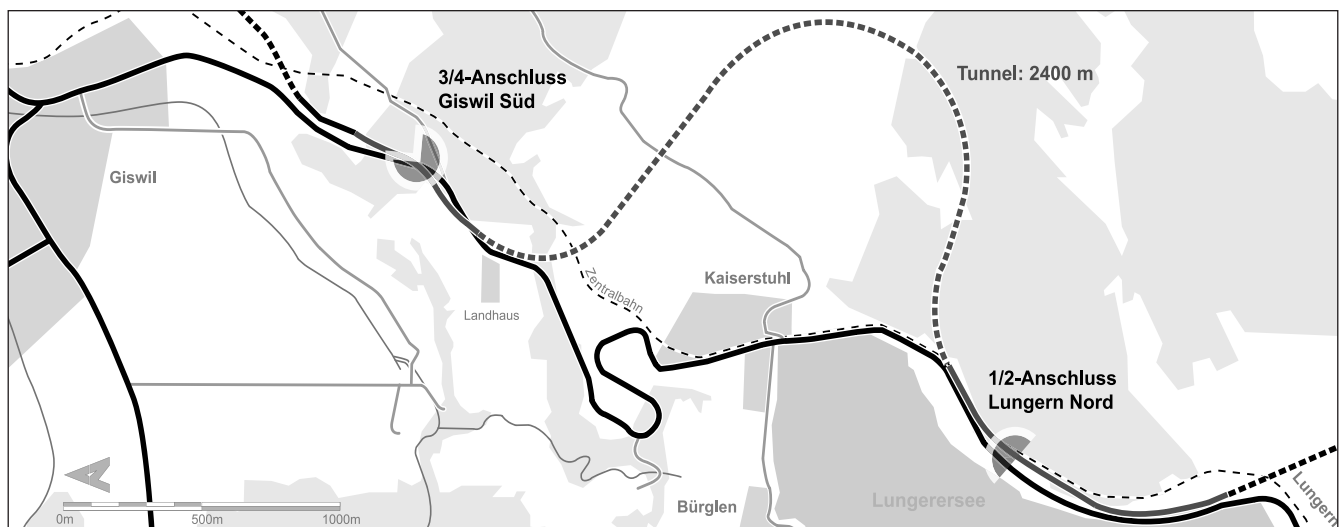 3/4-Anschluss
Giswil Süd
Tunnel: 2400 m
Giswil
Zentralbahn
Kaiserstuhl
Landhaus
1/2-Anschluss
Lungern Nord
Lungern
Bürglen
Lungerersee
0m 500m 1000m